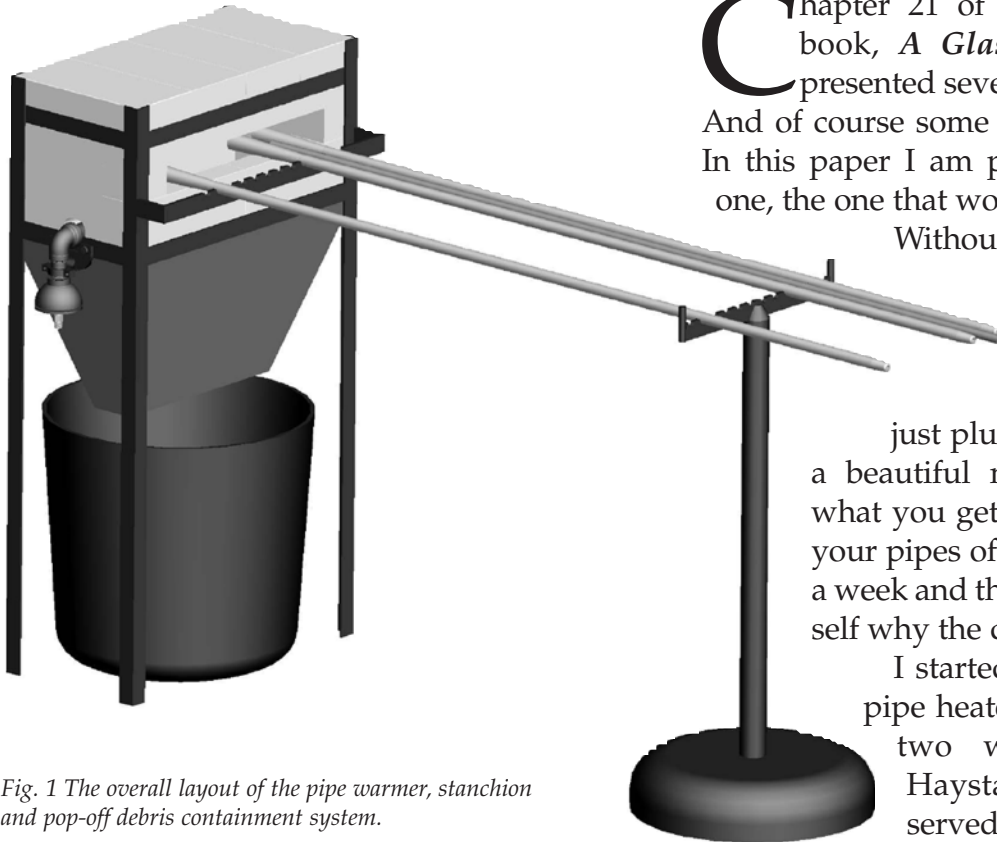 Chapter 21 of
book, A Glas
presented seve
And of course some
In this paper I am p
one, the one that wo
Withou
just plu
a beautiful r
what you get
your pipes of
a week and th
self why the c
I started
pipe heate
two w
Haysta
served
Fig. 1 The overall layout of the pipe warmer, stanchion
and pop-off debris containment system.